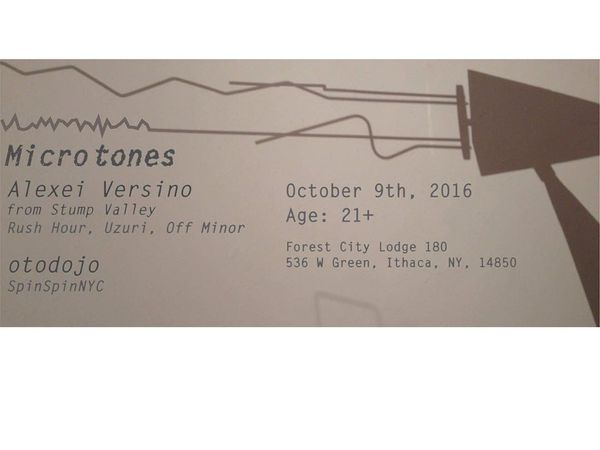 Microtones
Alexei Versino
from Stump Valley
Rush Hour, Uzuri, Off Minor
otodojo
SpinSpinNYC
October 9th, 2016
Age: 21+
Forest City Lodge 180
536 W Green, Ithaca, NY, 14850